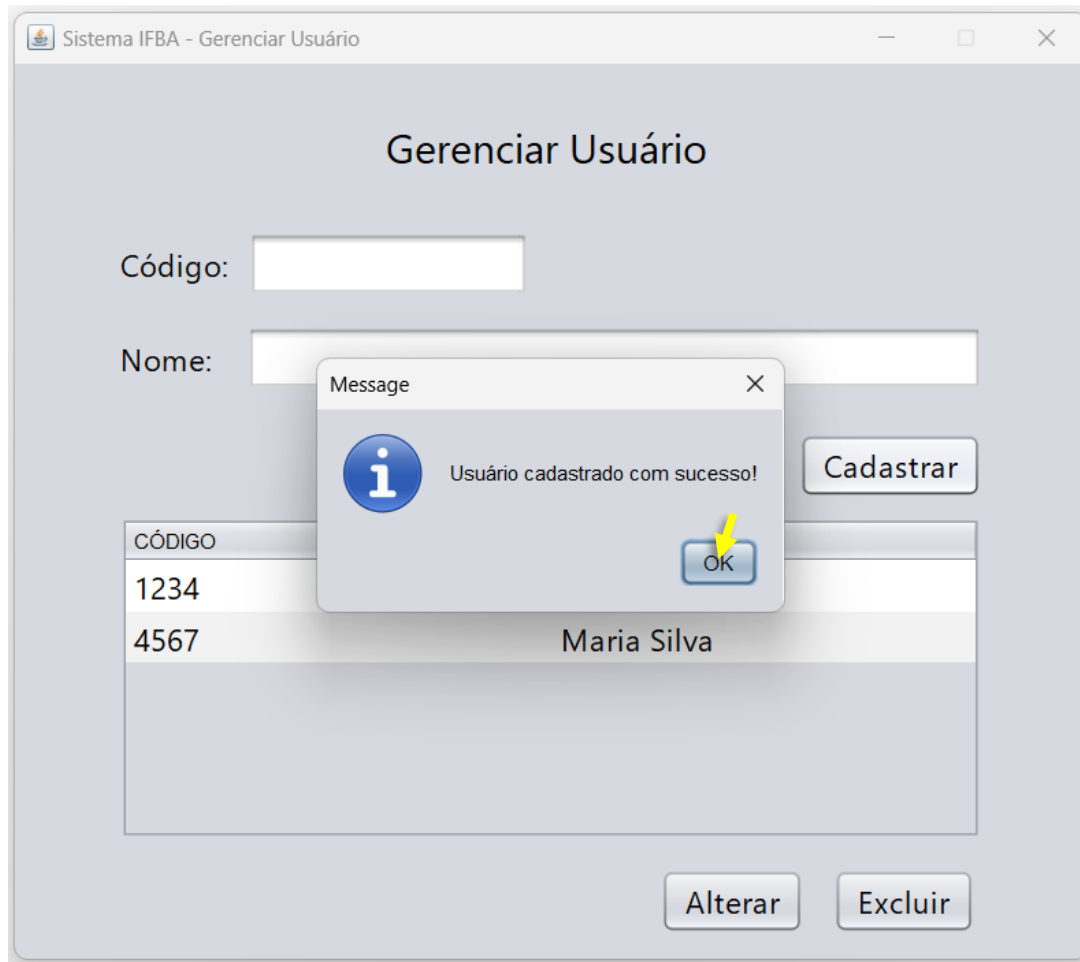 Sistema IFBA - Gerenciar Usuário
Gerenciar Usuário
Código:
Nome:
Message
Usuário cadastrado com sucesso!
OK
Cadastrar
CÓDIGO
1234
4567 Maria Silva
Alterar Excluir